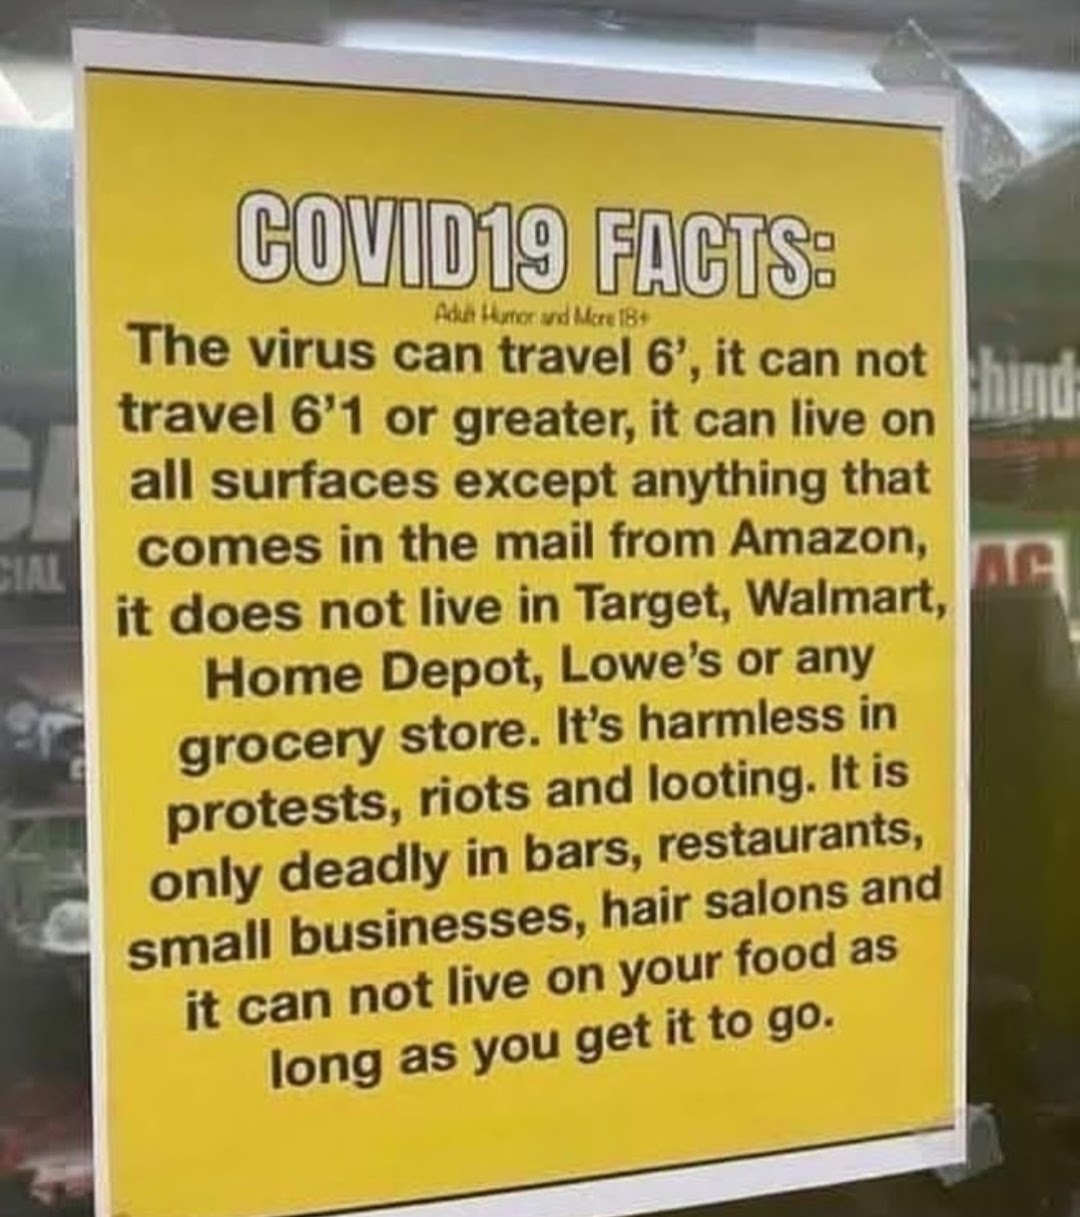 COVID19 FACTS:
Adult Humor and More 18+
The virus can travel 6', it can not
travel 6'1 or greater, it can live on
all surfaces except anything that
comes in the mail from Amazon,
it does not live in Target, Walmart,
Home Depot, Lowe's or any
grocery store. It's harmless in
protests, riots and looting. It is
only deadly in bars, restaurants,
small businesses, hair salons and
it can not live on your food as
long as you get it to go.